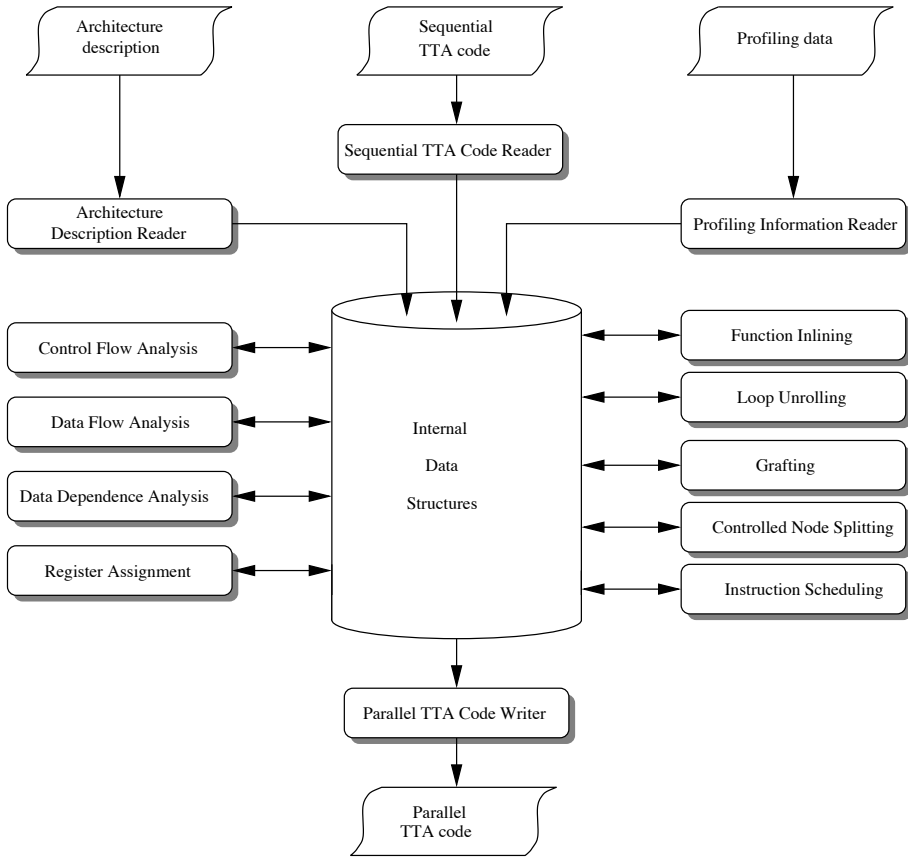 Architecture
description
Sequential
TTA code
Profiling data
Sequential TTA Code Reader
Architecture
Description Reader
Profiling Information Reader
Control Flow Analysis
Data Flow Analysis
Data Dependence Analysis
Register Assignment
Internal
Data
Structures
Function Inlining
Loop Unrolling
Grafting
Controlled Node Splitting
Instruction Scheduling
Parallel TTA Code Writer
Parallel
TTA code